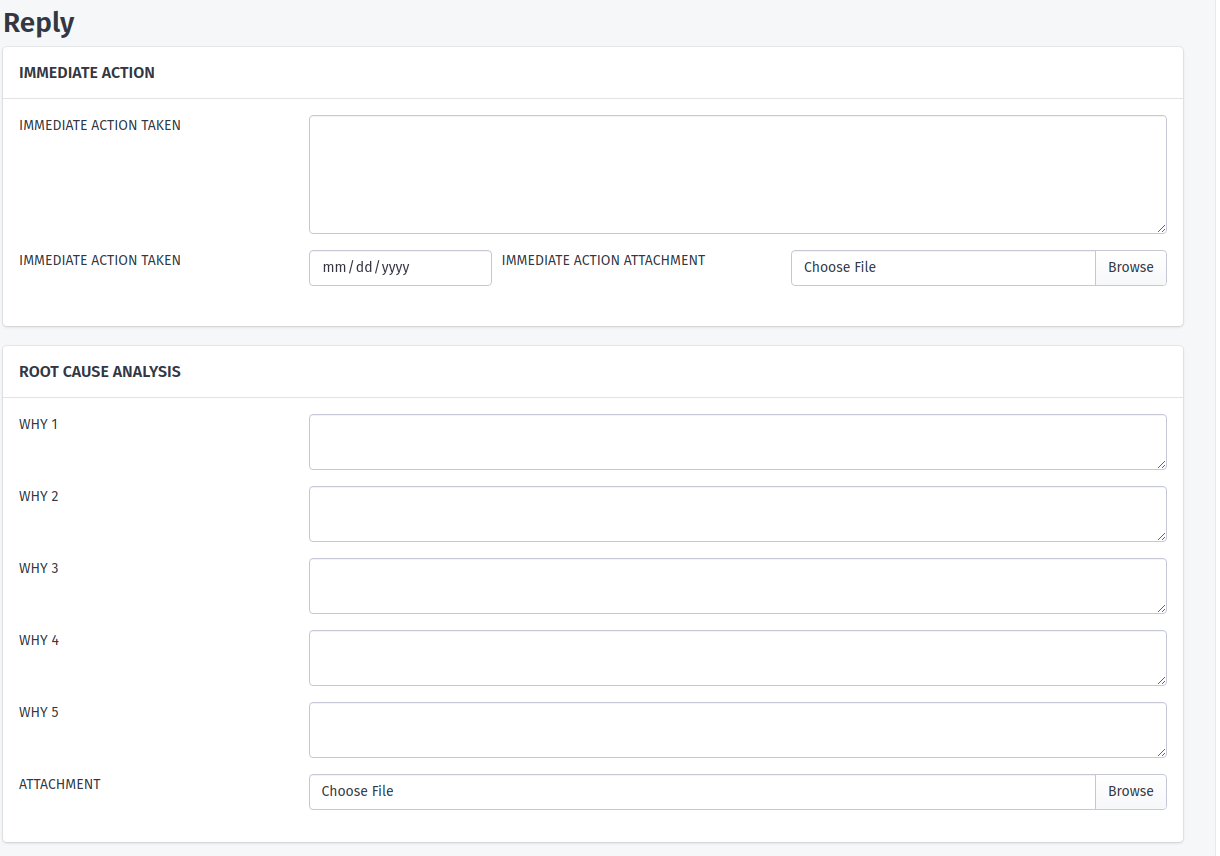 Reply
IMMEDIATE ACTION
IMMEDIATE ACTION TAKEN
IMMEDIATE ACTION TAKEN mm/dd/yyyy IMMEDIATE ACTION ATTACHMENT Choose File Browse
ROOT CAUSE ANALYSIS
WHY 1
WHY 2
WHY 3
WHY 4
WHY 5
ATTACHMENT Choose File Browse